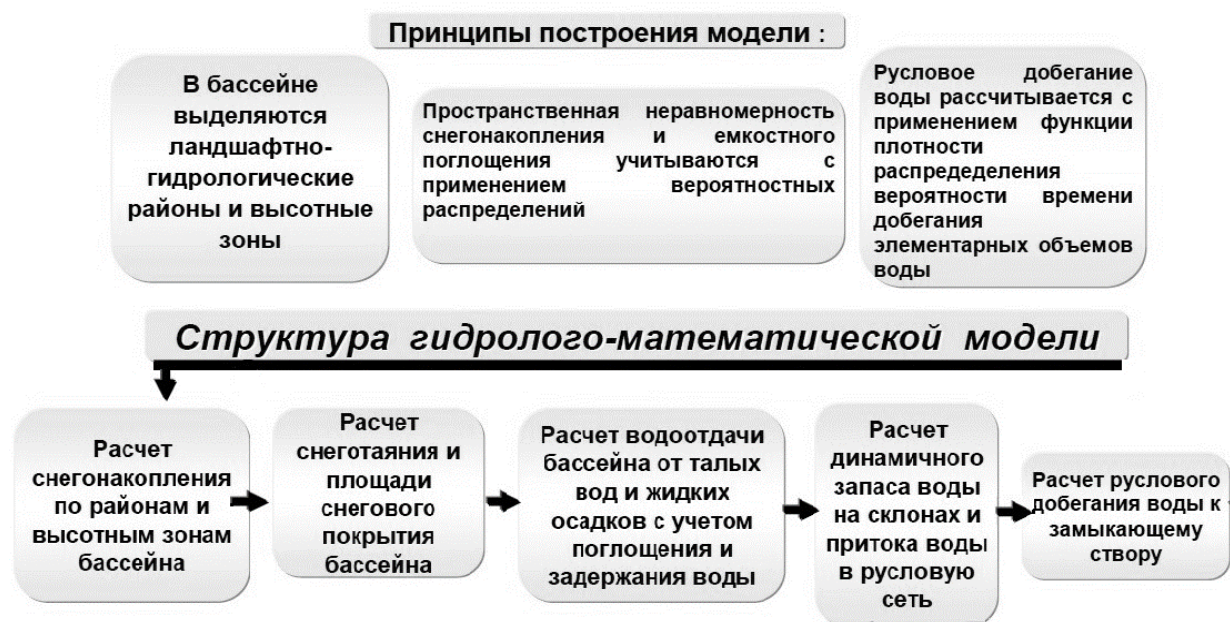 Принципы построения модели :
В бассейне
выделяются
ландшафтно-
гидрологические
районы и высотные
зоны
Пространственная неравномерность
снегонакопления и емкостного
поглощения учитываются с
применением вероятностных
распределений
Русловое добегание
воды рассчитывается с
применением функции
плотности
распредеделения
вероятности времени
добегания
элементарных объемов
воды
Структура гидролого-математической модели
Расчет
снегонакопления
по районам и
высотным зонам
бассейна
Расчет
снеготаяния и
площади
снегового
покрытия
бассейна
Расчет водоотдачи
бассейна от талых
вод и жидких
осадков с учетом
поглощения и
задержания воды
Расчет
динамичного
запаса воды
на склонах и
притока воды
в русловую
сеть
Расчет руслового
добегания воды к
замыкающему
створу